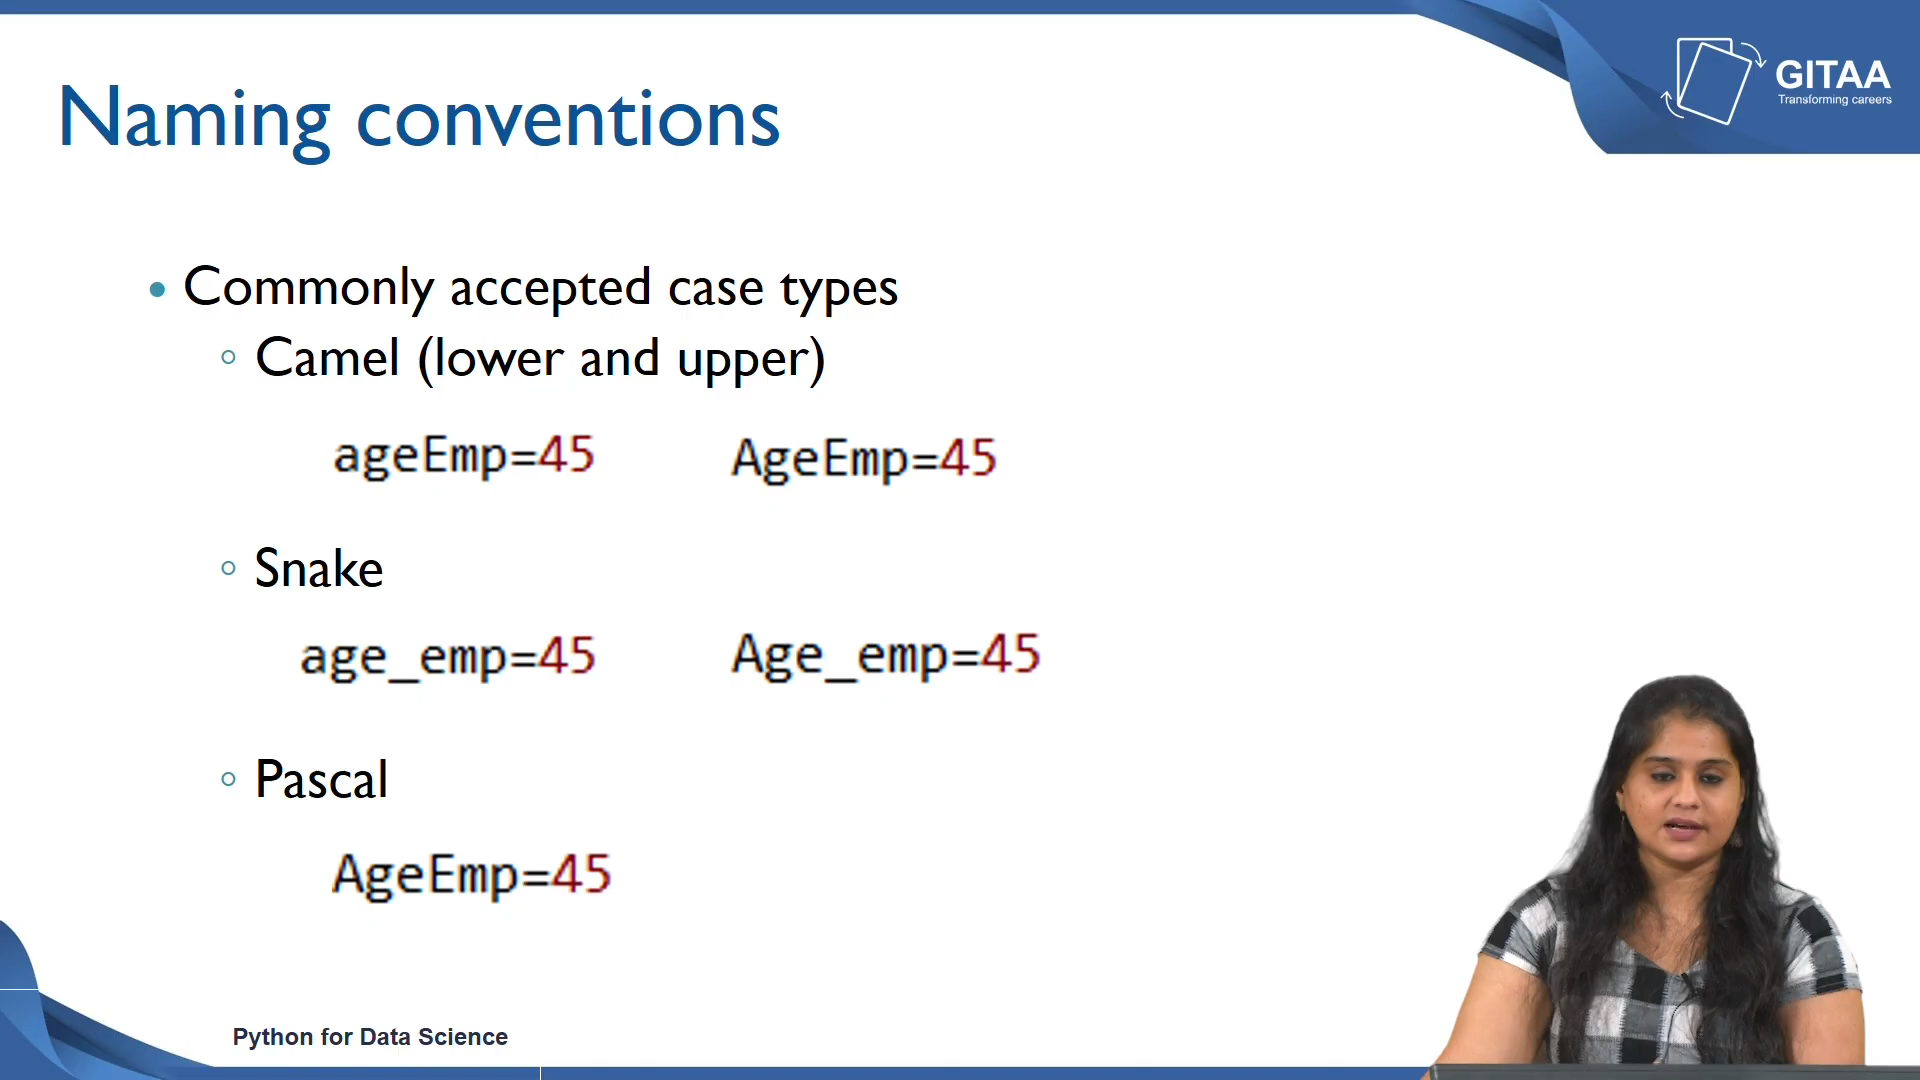 GITAA
Transforming careers
Naming conventions
• Commonly accepted case types
◦ Camel (lower and upper)
ageEmp=45 AgeEmp=45
◦ Snake
age_emp=45 Age_emp=45
◦ Pascal
AgeEmp=45
Python for Data Science